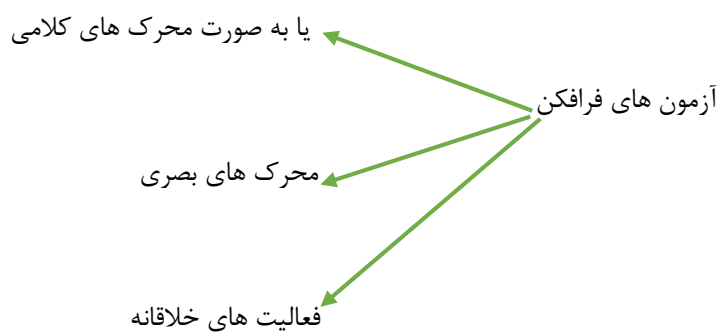 آزمون های فرافکن
یا به صورت محرک های کلامی
محرک های بصری
فعالیت های خلاقانه